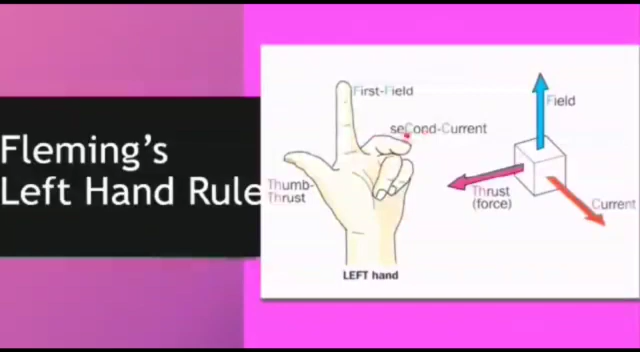 Fleming's
Left Hand Rule
First-Field
seCond-Current
Thumb-
Thrust
LEFT hand
Field
Thrust
(force)
Current